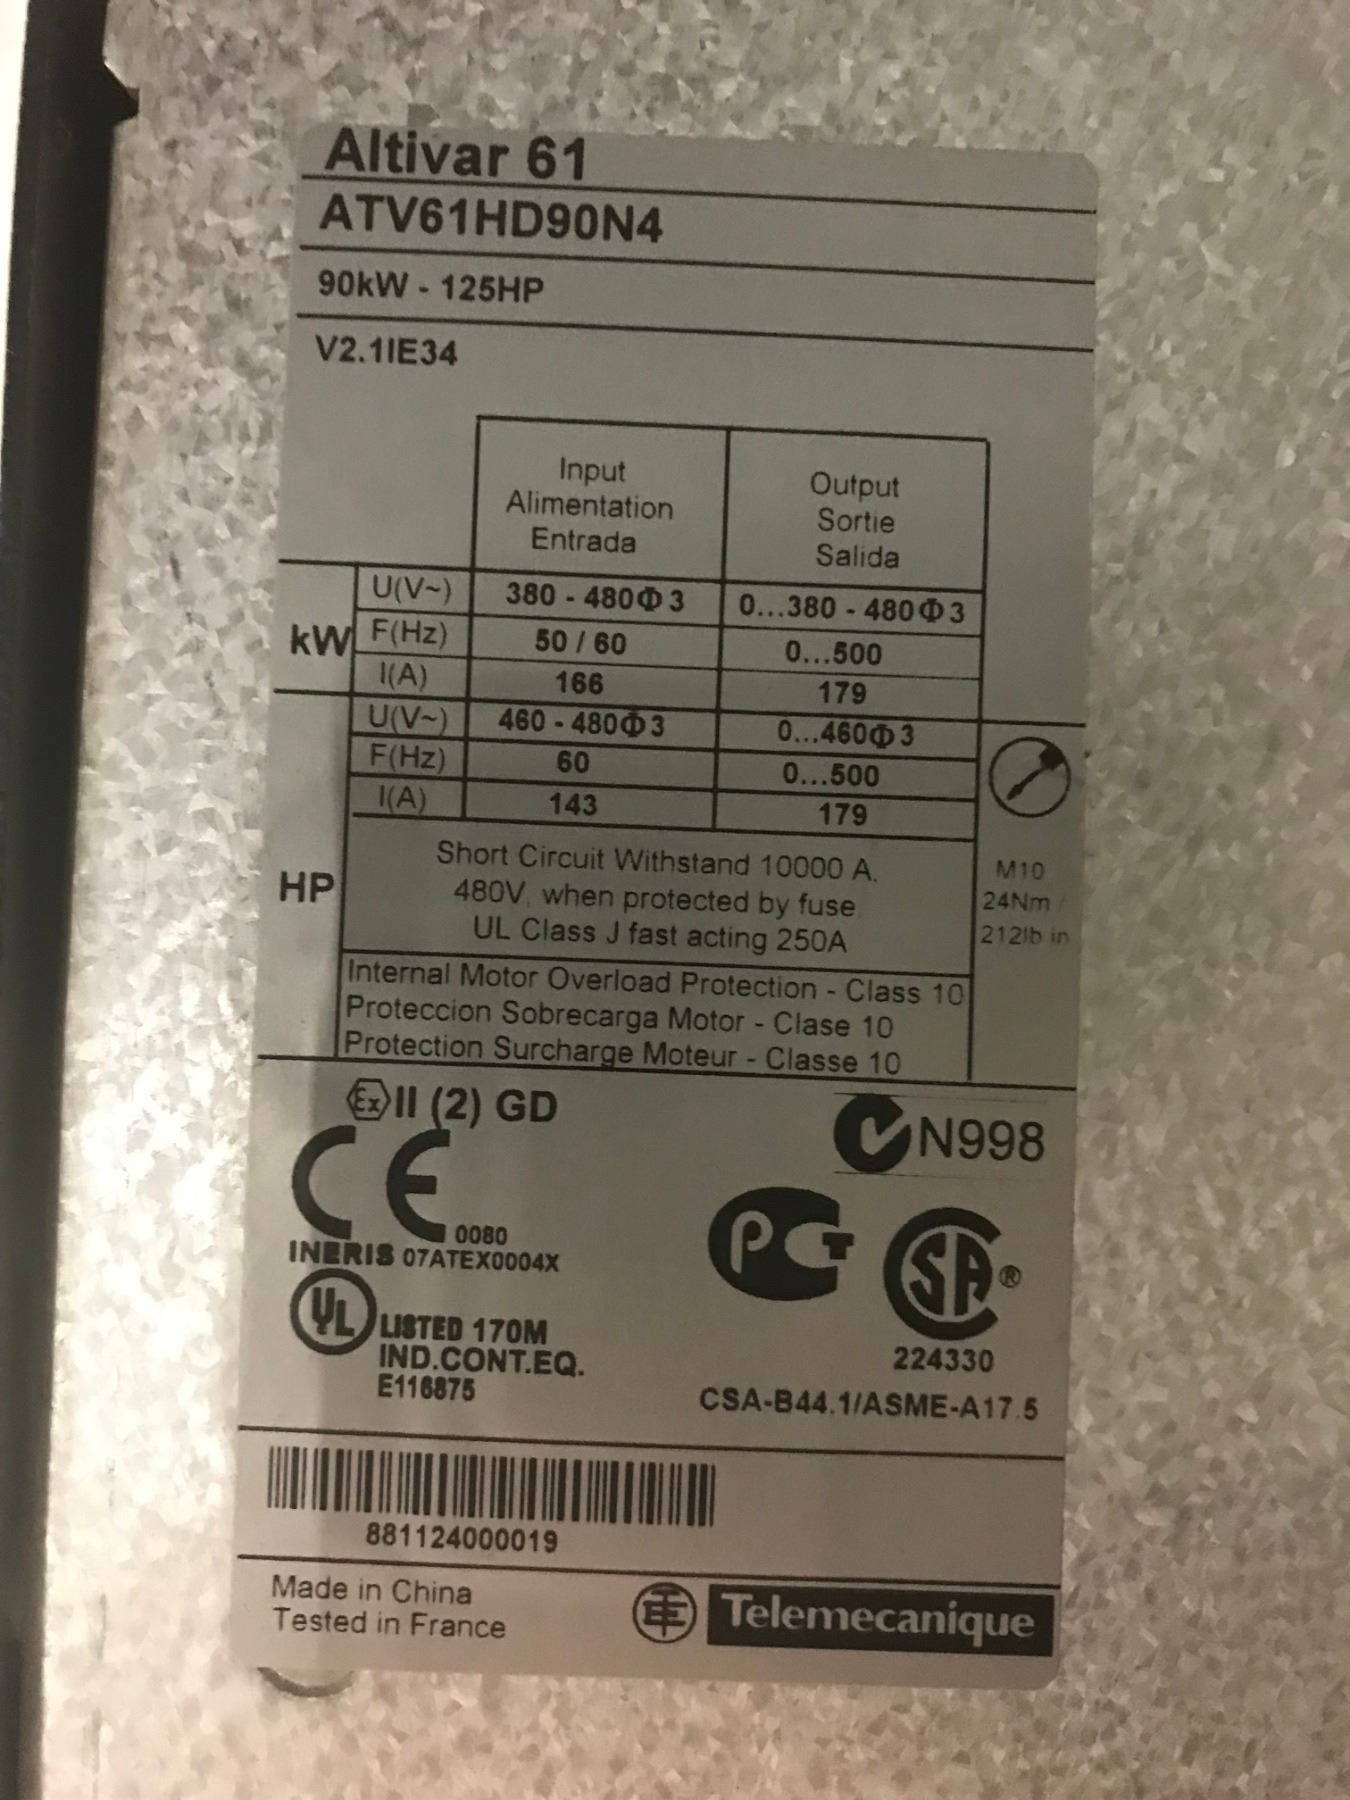 Altivar 61
ATV61HD90N4
90kW - 125HP
V2.1IE34
Input Alimentation Entrada
Output Sortie Salida
kW
U(V~) 380 - 480Φ3 0...380 - 480Φ3
F(Hz) 50 / 60 0...500
I(A) 166 179
HP
U(V~) 460 - 480Φ3 0...460Φ3
F(Hz) 60 0...500
I(A) 143 179
Short Circuit Withstand 10000 A.
480V, when protected by fuse
UL Class J fast acting 250A
M10
24Nm /
212lb in
Internal Motor Overload Protection - Class 10
Proteccion Sobrecarga Motor - Clase 10
Protection Surcharge Moteur - Classe 10
Ex II (2) GD
N998
CE 0080
INERIS 07ATEX0004X
PCT
SA ®
UL LISTED 170M
IND.CONT.EQ.
E116875
224330
CSA-B44.1/ASME-A17.5
881124000019
Made in China
Tested in France
TE Telemecanique